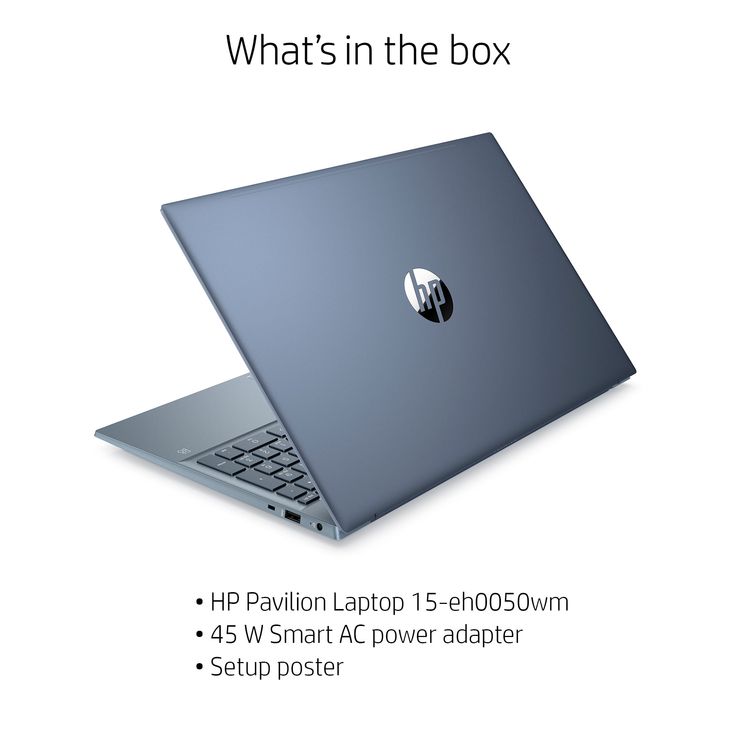 What's in the box
hp
• HP Pavilion Laptop 15-eh0050wm
• 45 W Smart AC power adapter
• Setup poster